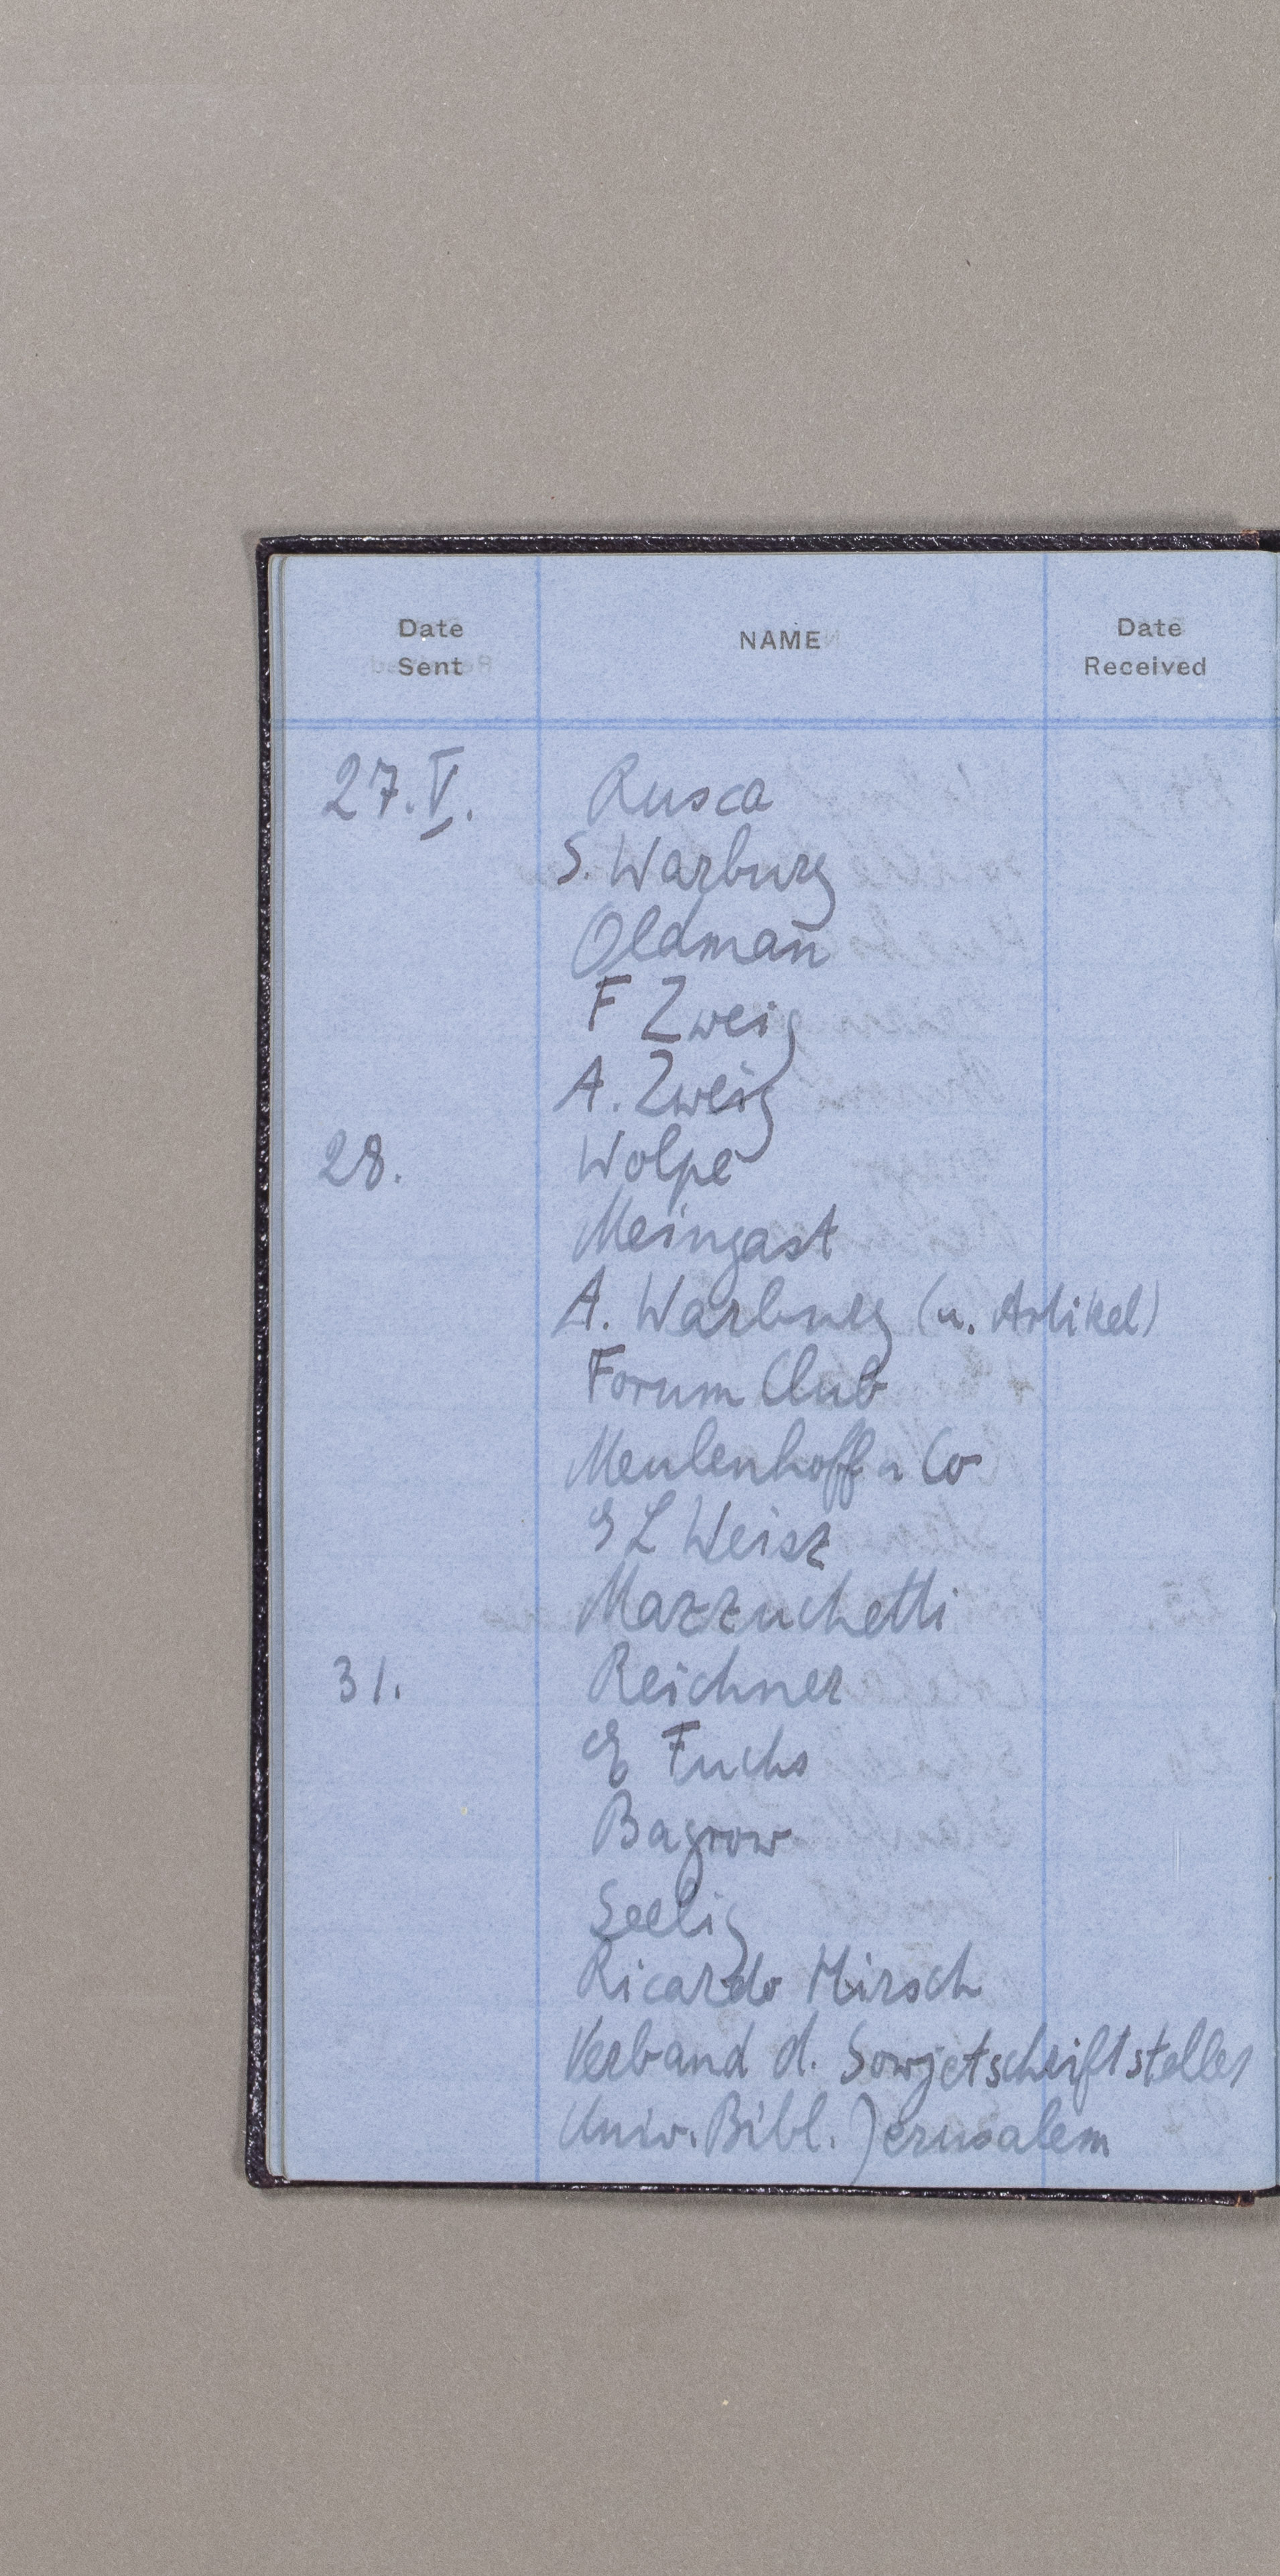 Date Sent NAME Date Received
27.V. Rusca
S. Warburg
Oldman
F Zweig
A. Zweig
28. Wolpe
Meingast
A. Warburg (u. Artikel)
Forum Club
Meulenhoff u Co
E L Weisz
Mazzuchetti
31. Reichner
E Fuchs
Bagrow
Seelig
Ricardo Hirsch
Verband d. Sowjetschriftsteller
Univ. Bibl. Jerusalem